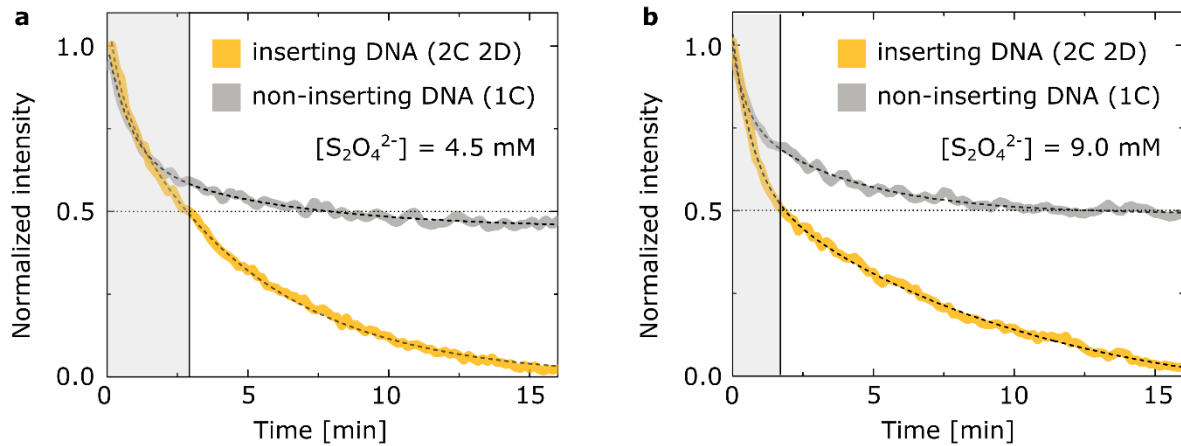 a
1.0
0.5
0.0
Normalized intensity
inserting DNA (2C 2D)
non-inserting DNA (1C)
[S₂O₄²⁻] = 4.5 mM
0 5 10 15
Time [min]
b
1.0
0.5
0.0
Normalized intensity
inserting DNA (2C 2D)
non-inserting DNA (1C)
[S₂O₄²⁻] = 9.0 mM
0 5 10 15
Time [min]